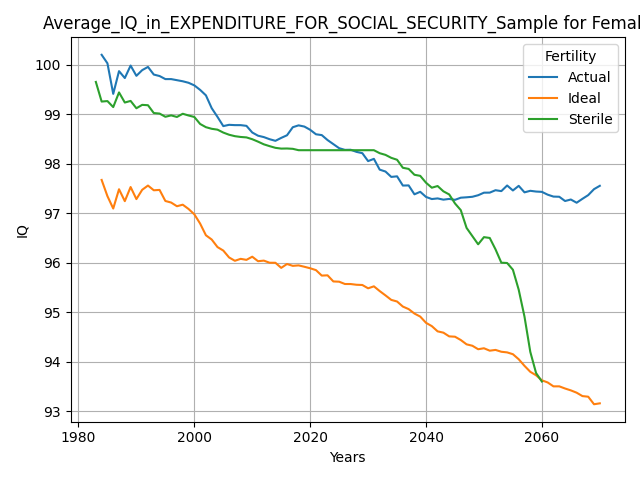 Average_IQ_in_EXPENDITURE_FOR_SOCIAL_SECURITY_Sample for Femal
Fertility
Actual
Ideal
Sterile
100
99
98
97
96
95
94
93
IQ
1980 2000 2020 2040 2060
Years